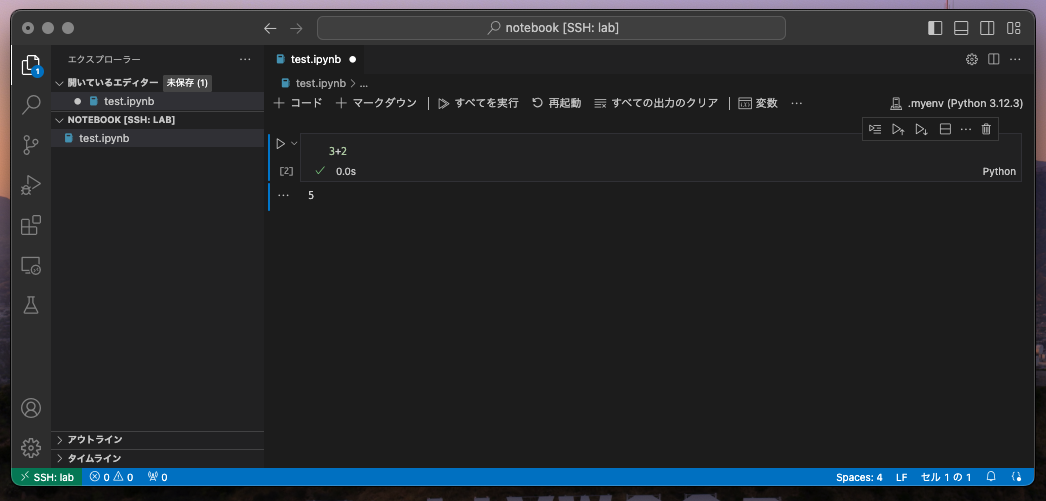 notebook [SSH: lab]
エクスプローラー
開いているエディター 未保存 (1)
test.ipynb
NOTEBOOK [SSH: LAB]
test.ipynb
アウトライン
タイムライン
1
test.ipynb
test.ipynb > ...
コード マークダウン すべてを実行 再起動 すべての出力のクリア 変数 ... .myenv (Python 3.12.3)
3+2
[2] 0.0s Python
5
SSH: lab 0 0 0 Spaces: 4 LF セル 1 の 1